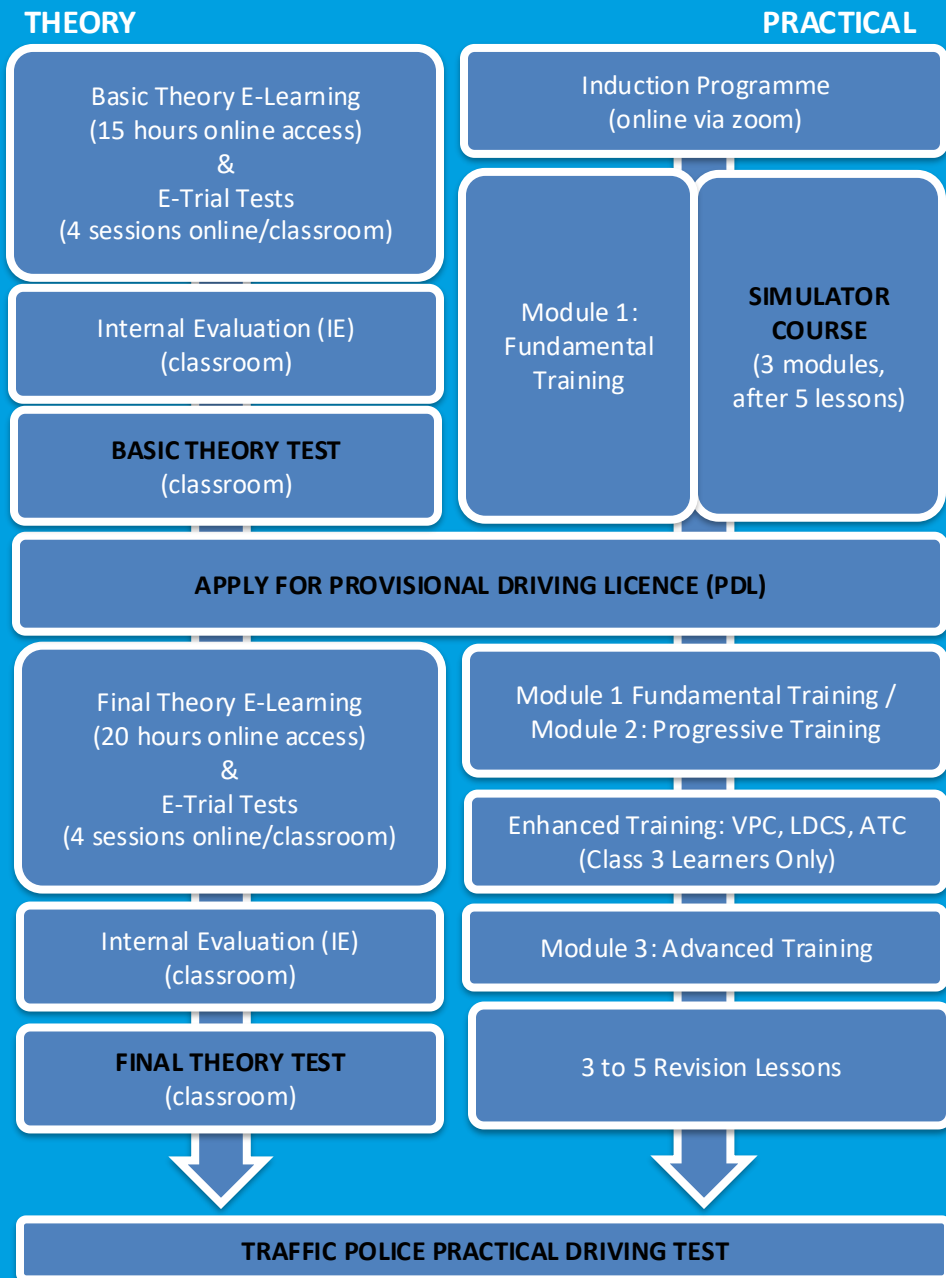 THEORY
PRACTICAL
Basic Theory E-Learning
(15 hours online access)
&
E-Trial Tests
(4 sessions online/classroom)
Internal Evaluation (IE)
(classroom)
BASIC THEORY TEST
(classroom)
Induction Programme
(online via zoom)
Module 1:
Fundamental
Training
SIMULATOR
COURSE
(3 modules,
after 5 lessons)
APPLY FOR PROVISIONAL DRIVING LICENCE (PDL)
Final Theory E-Learning
(20 hours online access)
&
E-Trial Tests
(4 sessions online/classroom)
Internal Evaluation (IE)
(classroom)
FINAL THEORY TEST
(classroom)
Module 1 Fundamental Training /
Module 2: Progressive Training
Enhanced Training: VPC, LDCS, ATC
(Class 3 Learners Only)
Module 3: Advanced Training
3 to 5 Revision Lessons
TRAFFIC POLICE PRACTICAL DRIVING TEST